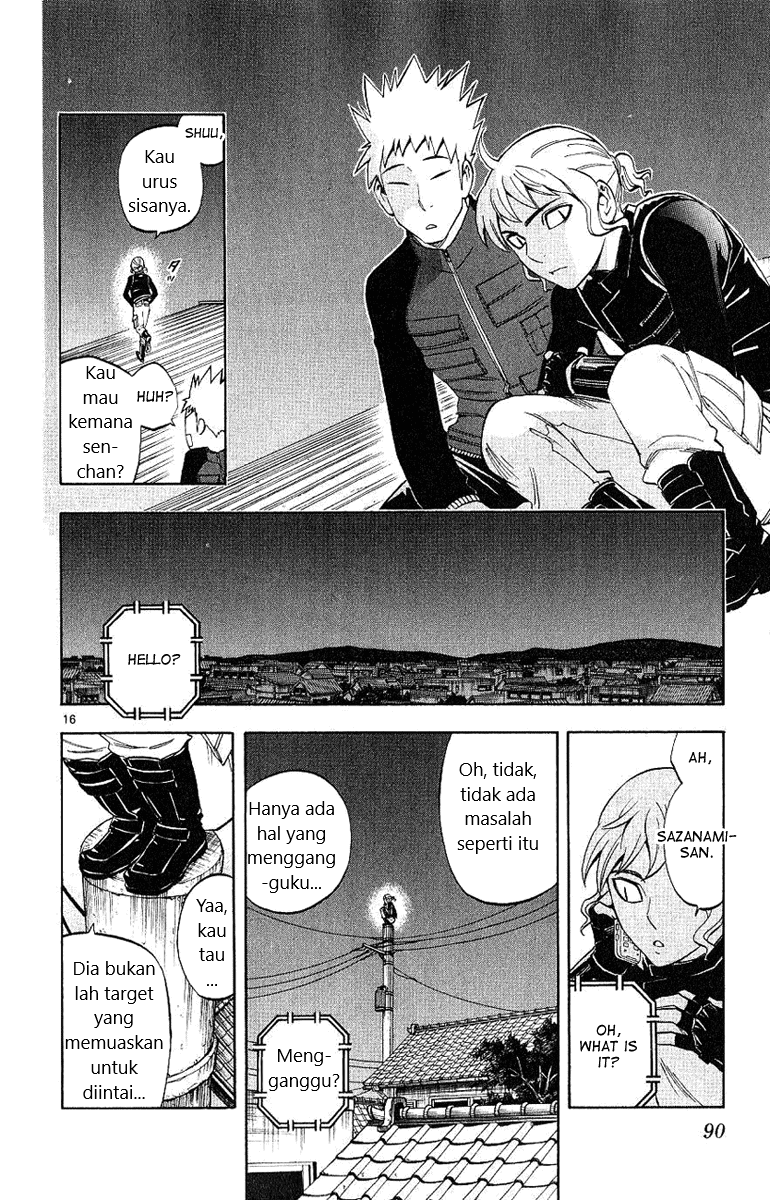 SHUU,
Kau
urus
sisanya.
HUH?
Kau
mau
kemana
sen-
chan?
HELLO?
16
AH,
SAZANAMI-
SAN.
OH,
WHAT IS
IT?
Oh, tidak,
tidak ada
masalah
seperti itu
Hanya ada
hal yang
menggang
-guku...
Meng-
ganggu?
Yaa,
kau
tau
...
Dia bukan
lah target
yang
memuaskan
untuk
diintai...
90